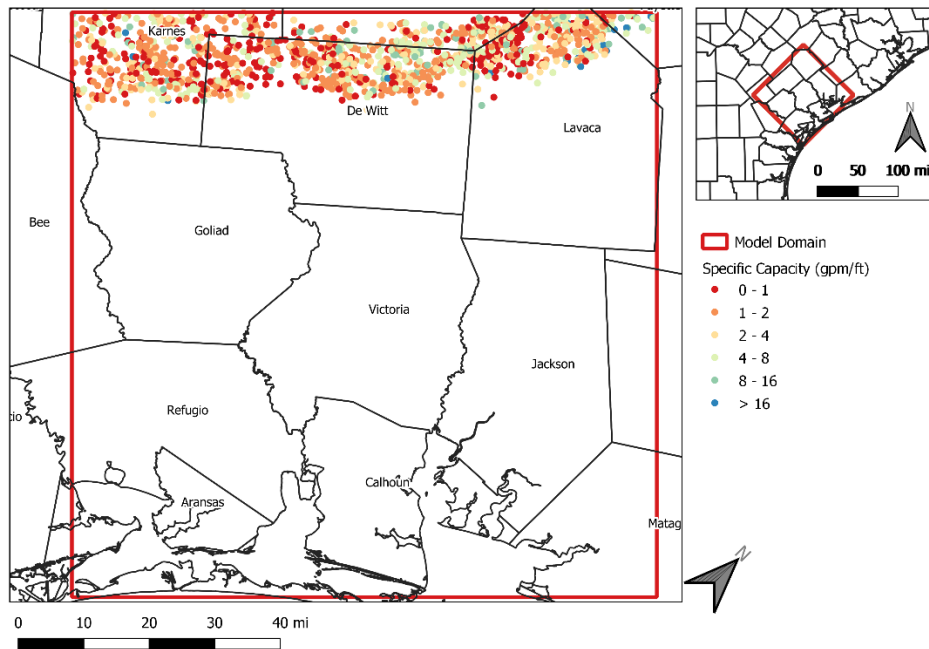 Karnes
De Witt
Lavaca
Bee
Goliad
Victoria
Jackson
Refugio
Calhoun
Aransas
Matag
cio
0 10 20 30 40 mi
N
N
0 50 100 mi
Model Domain
Specific Capacity (gpm/ft)
0 - 1
1 - 2
2 - 4
4 - 8
8 - 16
> 16